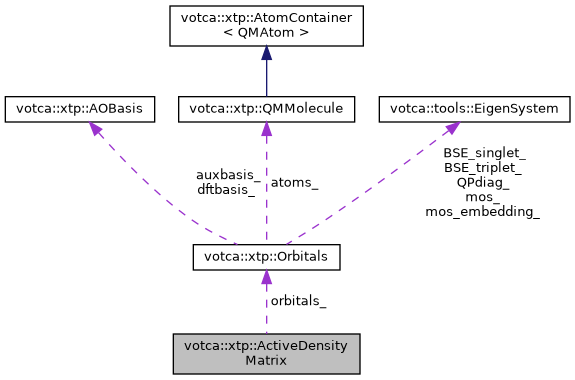 votca::xtp::AtomContainer
< QMAtom >
votca::xtp::AOBasis
votca::xtp::QMMolecule
votca::tools::EigenSystem
auxbasis_
dftbasis_
atoms_
BSE_singlet_
BSE_triplet_
QPdiag_
mos_
mos_embedding_
votca::xtp::Orbitals
orbitals_
votca::xtp::ActiveDensity
Matrix